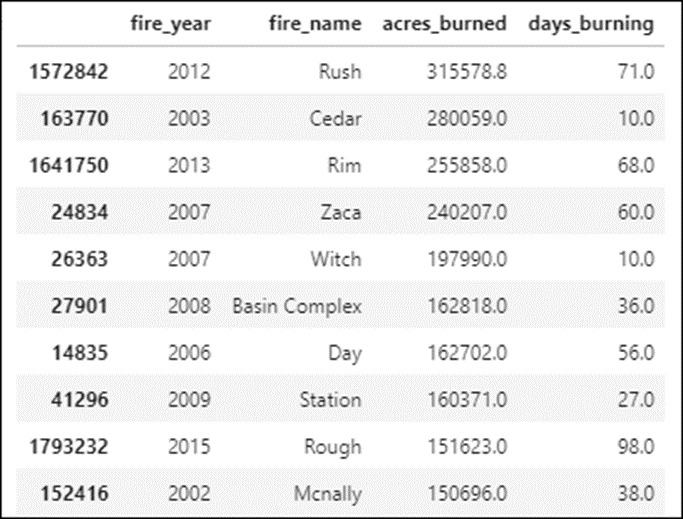 fire_year fire_name acres_burned days_burning
1572842 2012 Rush 315578.8 71.0
163770 2003 Cedar 280059.0 10.0
1641750 2013 Rim 255858.0 68.0
24834 2007 Zaca 240207.0 60.0
26363 2007 Witch 197990.0 10.0
27901 2008 Basin Complex 162818.0 36.0
14835 2006 Day 162702.0 56.0
41296 2009 Station 160371.0 27.0
1793232 2015 Rough 151623.0 98.0
152416 2002 Mcnally 150696.0 38.0